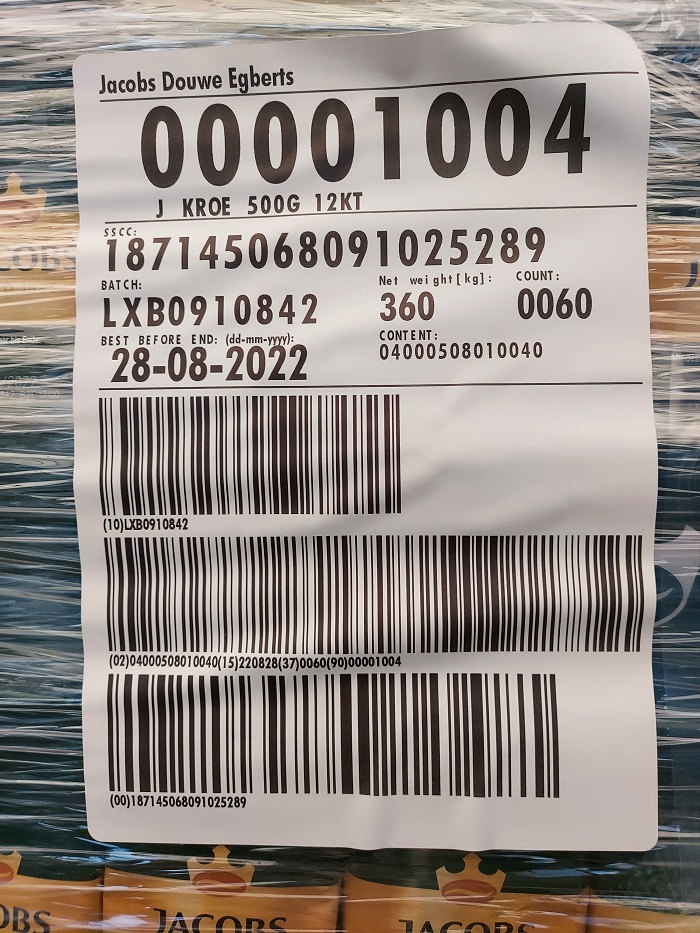 Jacobs Douwe Egberts
00001004
J KROE 500G 12KT
SSCC:
187145068091025289
BATCH: Net weight[kg]: COUNT:
LXB0910842 360 0060
BEST BEFORE END: (dd-mm-yyyy): CONTENT:
28-08-2022 04000508010040
(10)LXB0910842
(02)04000508010040(15)220828(37)0060(90)00001004
(00)187145068091025289
COBS
OBS JACOBS JACOBS